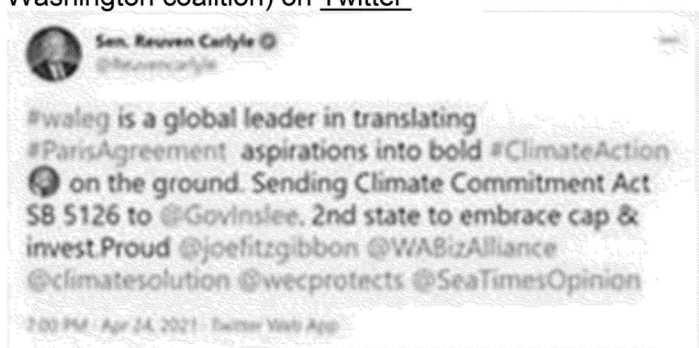 Washington coalition) on Twitter
Sen. Reuven Carlyle
@Reuvencarlyle
#waleg is a global leader in translating
#ParisAgreement aspirations into bold #ClimateAction
on the ground. Sending Climate Commitment Act
SB 5126 to @GovInslee. 2nd state to embrace cap &
invest.Proud @joefitzgibbon @WABizAlliance
@climatesolution @wecprotects @SeaTimesOpinion
7:00 PM · Apr 24, 2021 · Twitter Web App